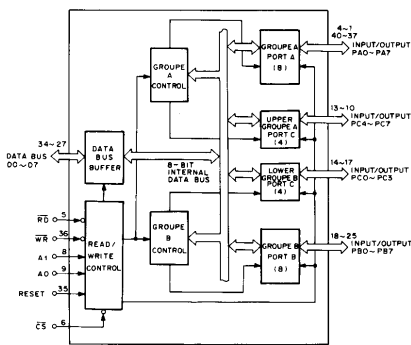 4~1
40~37
INPUT/OUTPUT
PA0~PA7
GROUPE A
PORT A
(8)
GROUPE
A
CONTROL
13~10
INPUT/OUTPUT
PC4~PC7
UPPER
GROUPE A
PORT C
(4)
34~27
DATA BUS
D0~D7
DATA
BUS
BUFFER
8-BIT
INTERNAL
DATA BUS
14~17
INPUT/OUTPUT
PC0~PC3
LOWER
GROUPE B
PORT C
(4)
RD 5
WR 36
A1 8
A0 9
RESET 35
CS 6
READ/
WRITE
CONTROL
GROUPE
B
CONTROL
18~25
INPUT/OUTPUT
PB0~PB7
GROUPE B
PORT B
(8)